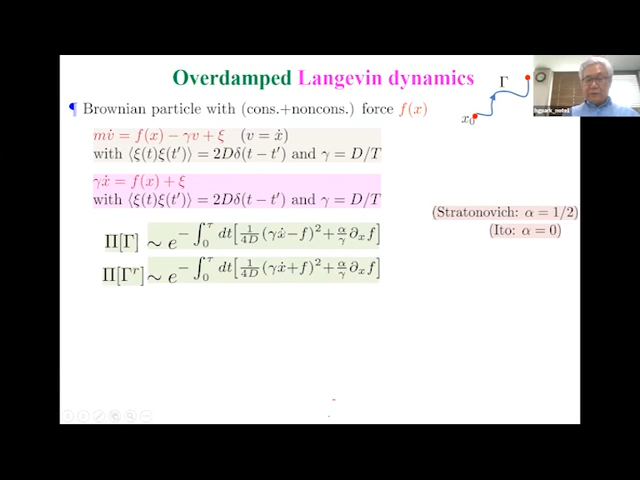 Overdamped Langevin dynamics
¶ Brownian particle with (cons.+noncons.) force f(x)
Γ
x₀
mv̇ = f(x) − γv + ξ (v = ẋ)
with ⟨ξ(t)ξ(t′)⟩ = 2Dδ(t − t′) and γ = D/T
γẋ = f(x) + ξ
with ⟨ξ(t)ξ(t′)⟩ = 2Dδ(t − t′) and γ = D/T
(Stratonovich: α = 1/2)
(Ito: α = 0)
Π[Γ] ∼ e^{−∫₀^τ dt[1/4D (γẋ−f)²+α/γ ∂ₓf]}
Π[Γʳ] ∼ e^{−∫₀^τ dt[1/4D (γẋ+f)²+α/γ ∂ₓf]}